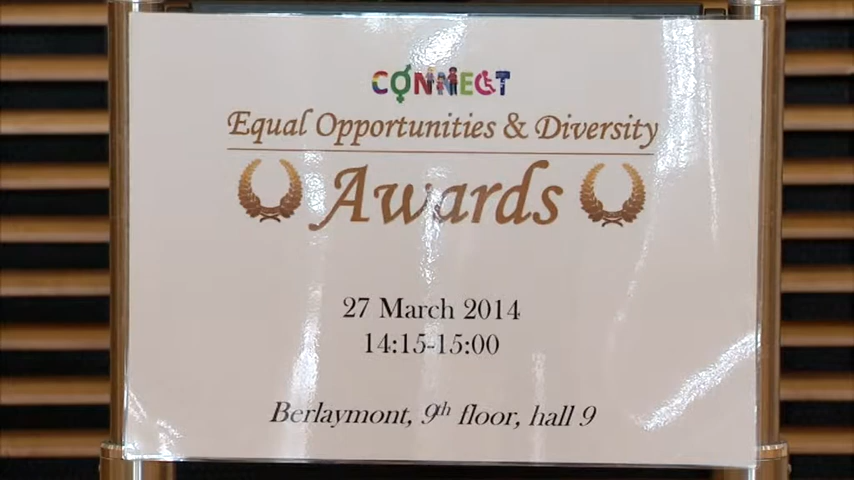 CONNECT
Equal Opportunities & Diversity
Awards
27 March 2014
14:15-15:00
Berlaymont, 9th floor, hall 9